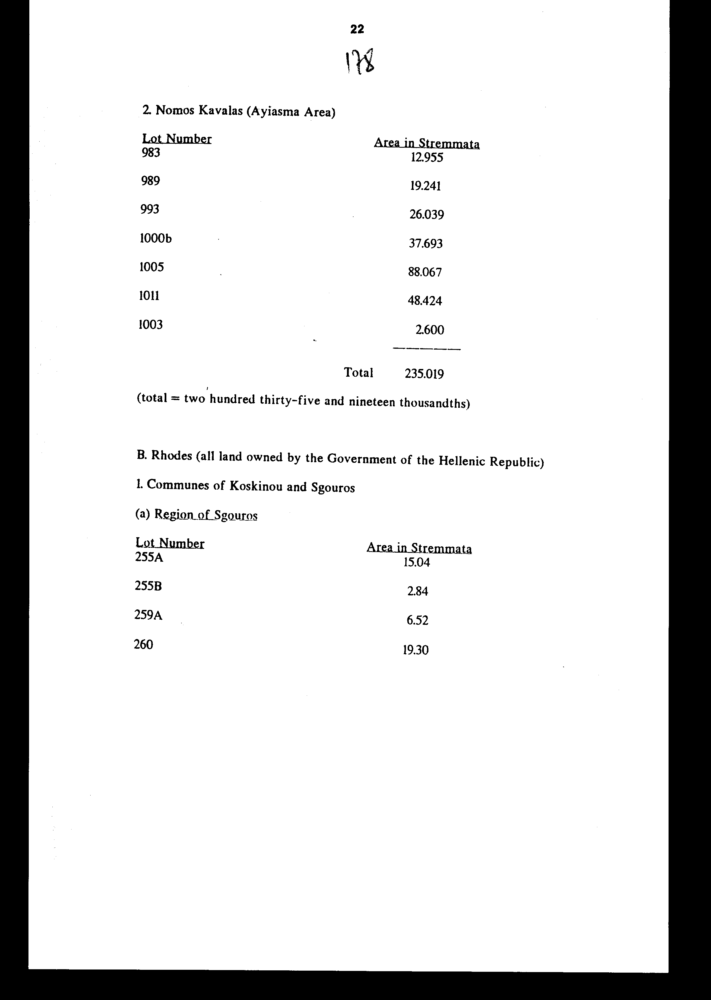 22
178
2. Nomos Kavalas (Ayiasma Area)
Lot Number Area in Stremmata
983 12.955
989 19.241
993 26.039
1000b 37.693
1005 88.067
1011 48.424
1003 2.600
Total 235.019
(total = two hundred thirty-five and nineteen thousandths)
B. Rhodes (all land owned by the Government of the Hellenic Republic)
1. Communes of Koskinou and Sgouros
(a) Region of Sgouros
Lot Number Area in Stremmata
255A 15.04
255B 2.84
259A 6.52
260 19.30